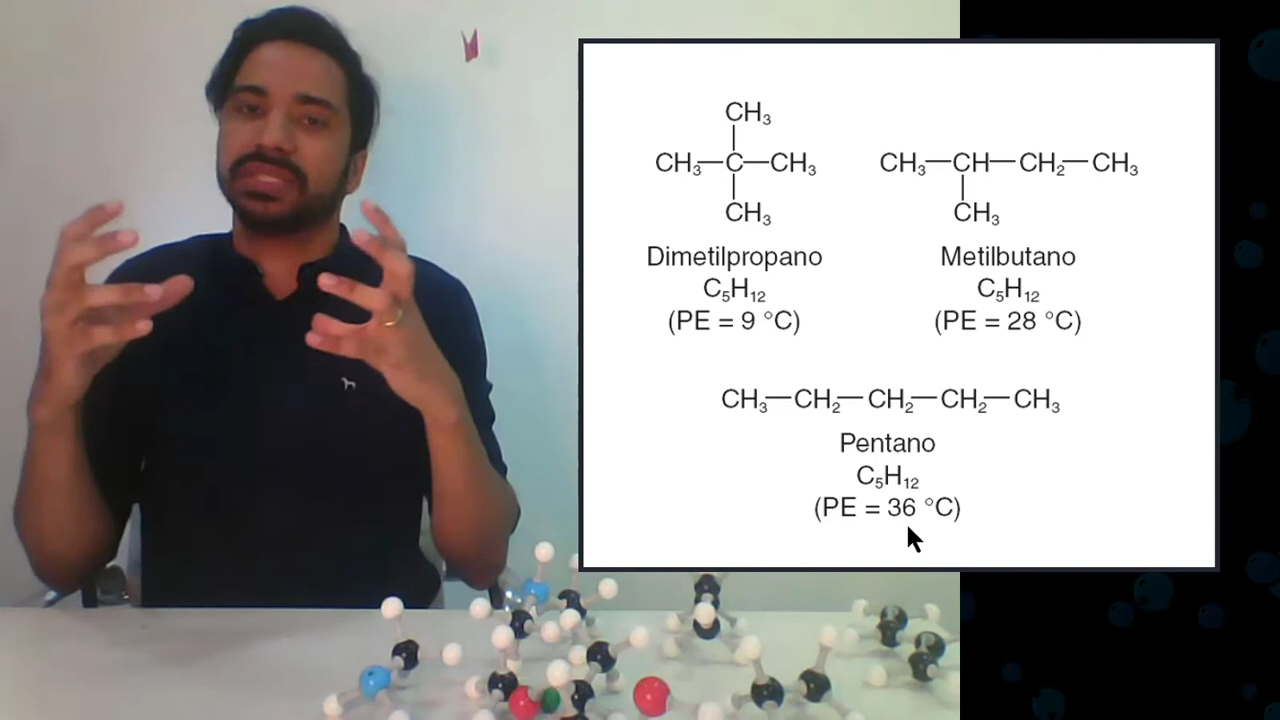 CH₃
CH₃—C—CH₃
CH₃
Dimetilpropano
C₅H₁₂
(PE = 9 °C)
CH₃—CH—CH₂—CH₃
CH₃
Metilbutano
C₅H₁₂
(PE = 28 °C)
CH₃—CH₂—CH₂—CH₂—CH₃
Pentano
C₅H₁₂
(PE = 36 °C)